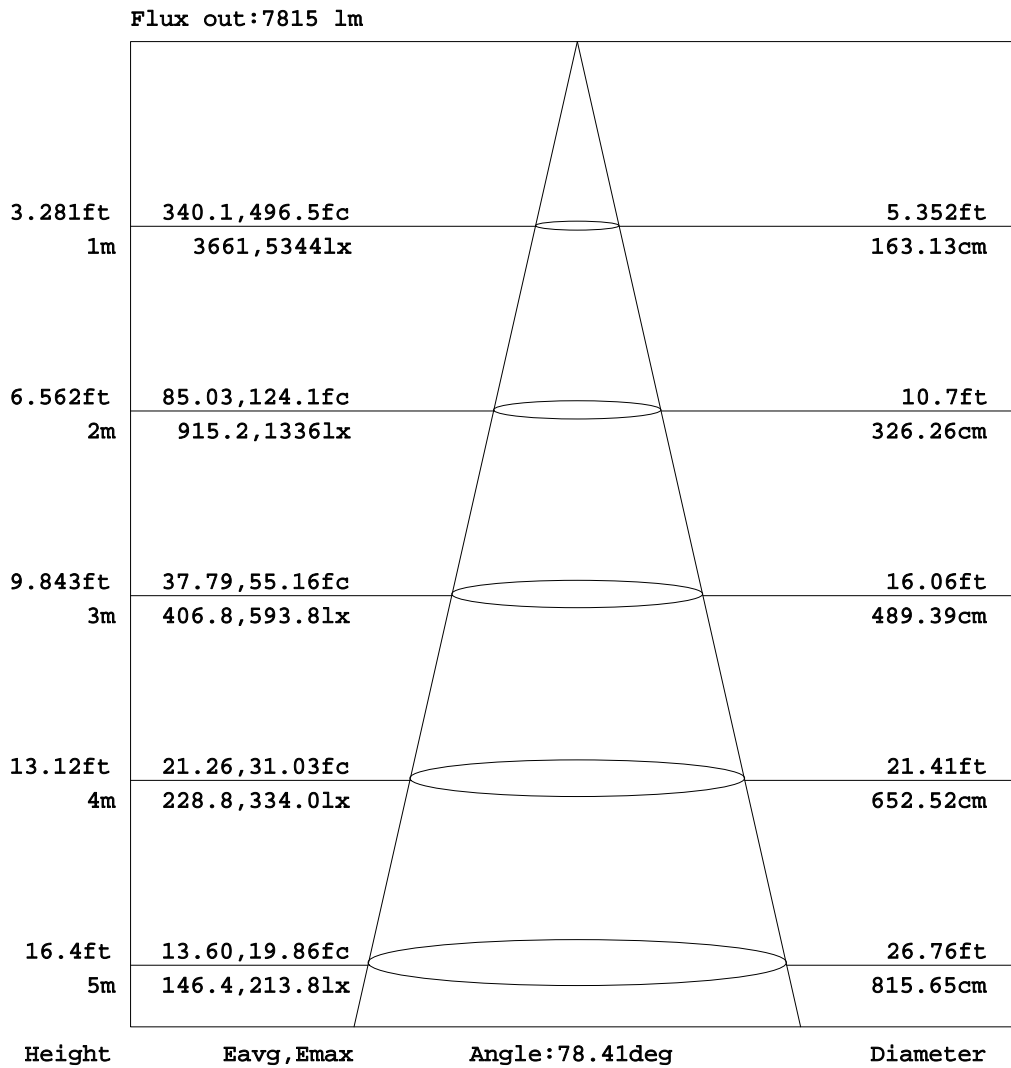 Flux out:7815 lm
3.281ft 340.1,496.5fc 5.352ft
1m 3661,5344lx 163.13cm
6.562ft 85.03,124.1fc 10.7ft
2m 915.2,1336lx 326.26cm
9.843ft 37.79,55.16fc 16.06ft
3m 406.8,593.8lx 489.39cm
13.12ft 21.26,31.03fc 21.41ft
4m 228.8,334.0lx 652.52cm
16.4ft 13.60,19.86fc 26.76ft
5m 146.4,213.8lx 815.65cm
Height Eavg,Emax Angle:78.41deg Diameter